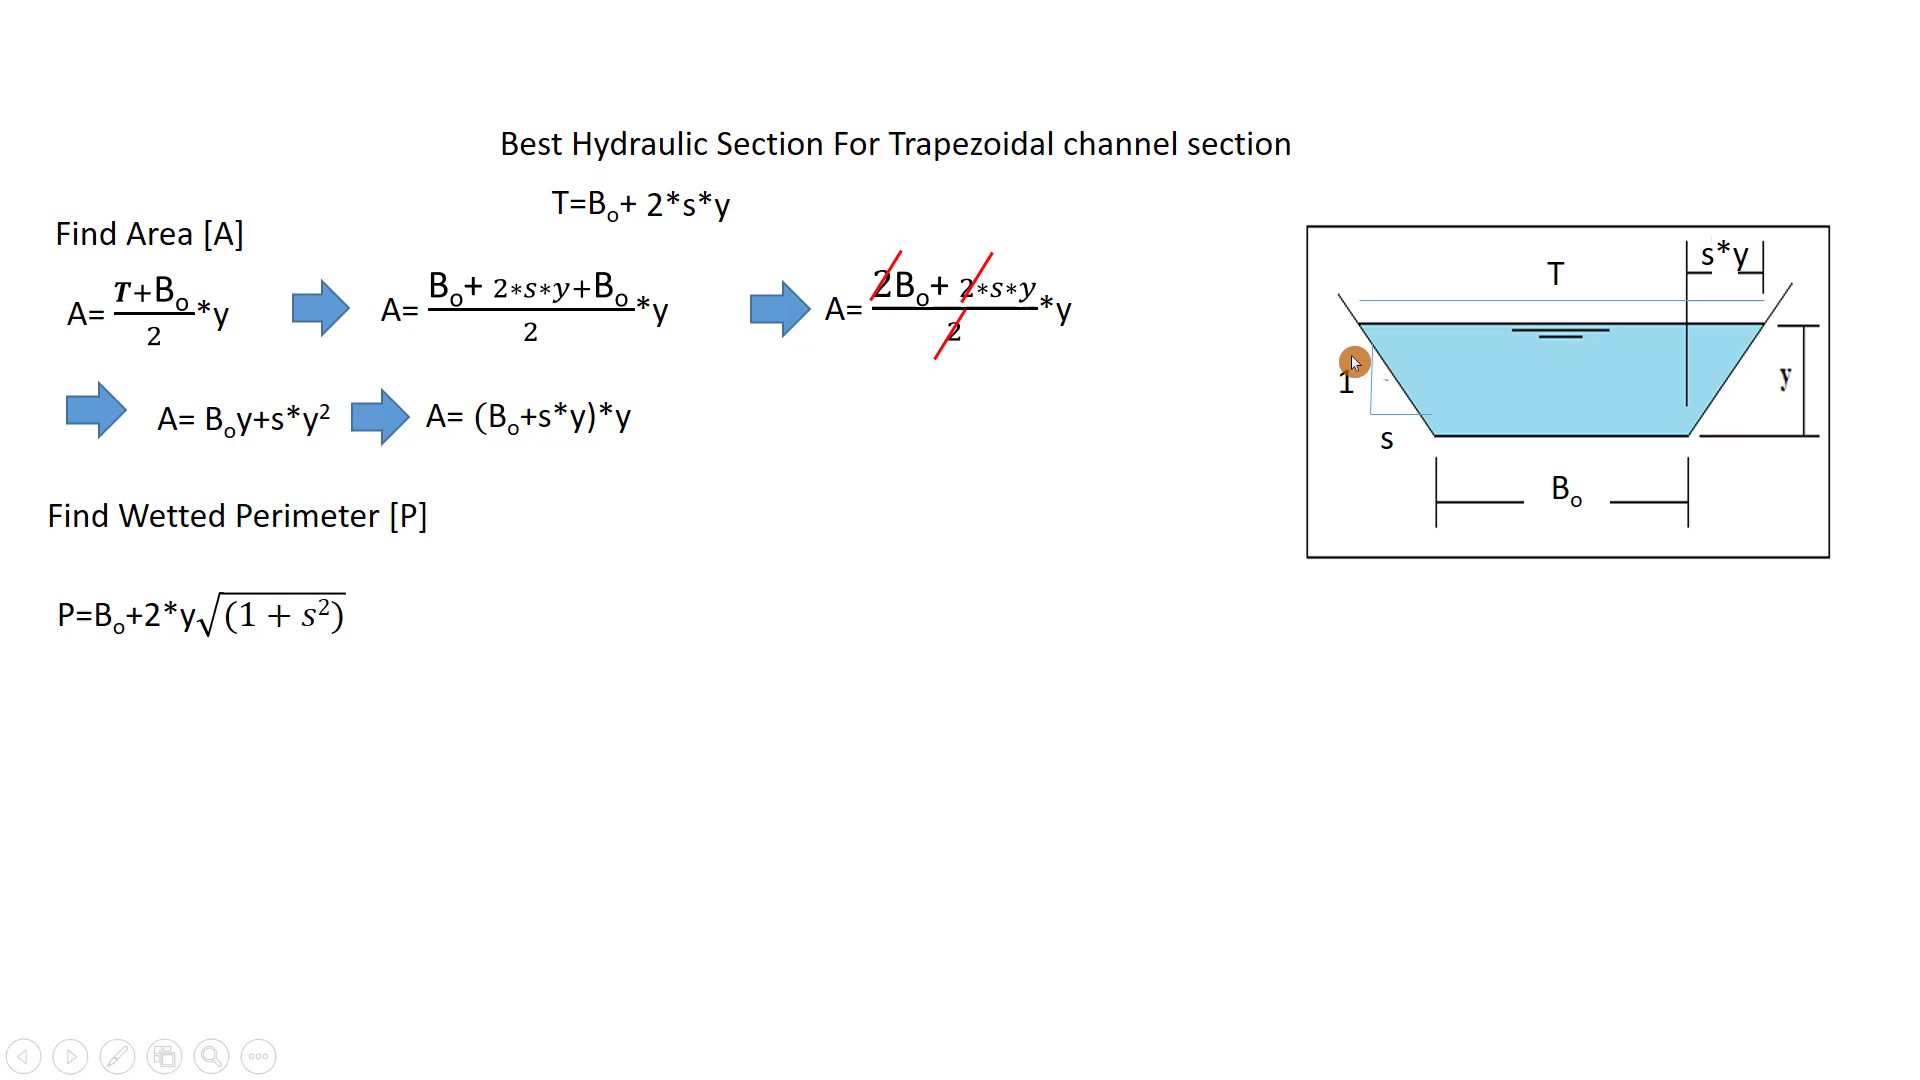 Best Hydraulic Section For Trapezoidal channel section
T=Bₒ+ 2*s*y
Find Area [A]
A= (T+Bₒ)/2 *y
A= (Bₒ+ 2*s*y+Bₒ)/2 *y
A= (2Bₒ+ 2*s*y)/2 *y
A= Bₒy+s*y²
A= (Bₒ+s*y)*y
Find Wetted Perimeter [P]
P=Bₒ+2*y√(1 + s²)
T
s*y
1
s
y
Bₒ